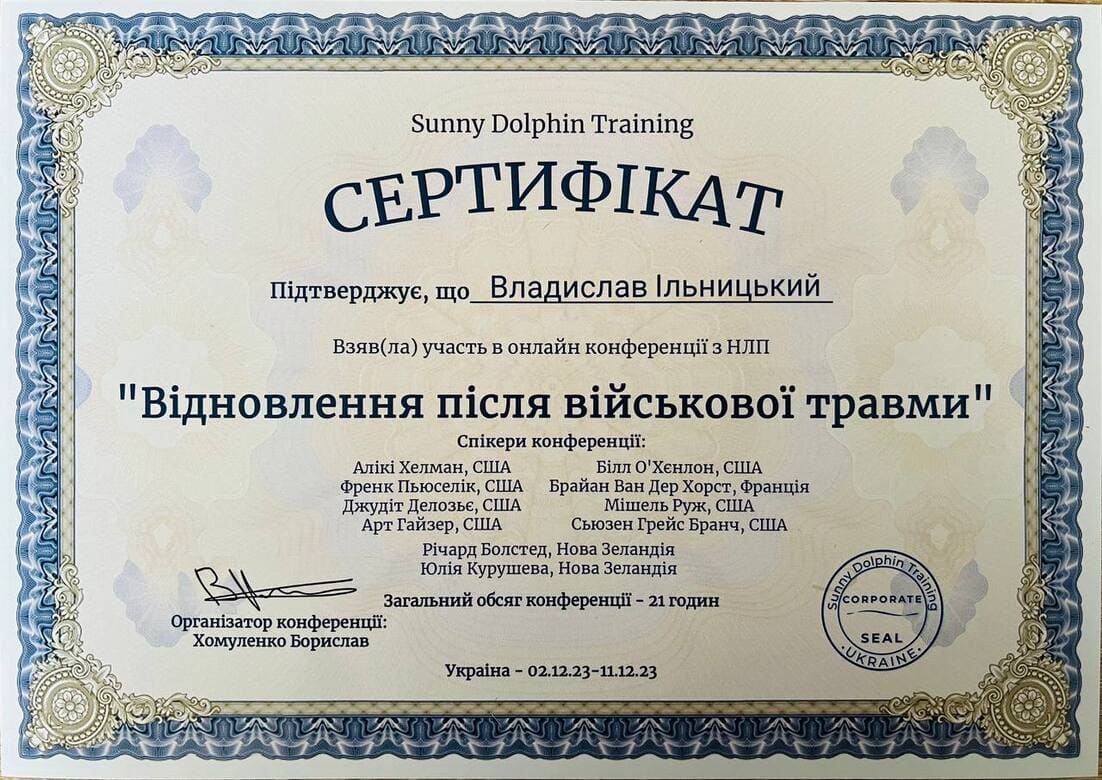 Sunny Dolphin Training
СЕРТИФІКАТ
Підтверджує, що Владислав Ільницький
Взяв(ла) участь в онлайн конференції з НЛП
"Відновлення після військової травми"
Спікери конференції:
Алікі Хелман, США Білл О'Хєнлон, США
Френк Пьюселік, США Брайан Ван Дер Хорст, Франція
Джудіт Делозьє, США Мішель Руж, США
Арт Гайзер, США Сьюзен Грейс Бранч, США
Річард Болстед, Нова Зеландія
Юлія Курушева, Нова Зеландія
Загальний обсяг конференції - 21 годин
Організатор конференції:
Хомуленко Борислав
Sunny Dolphin Training
CORPORATE
SEAL
· UKRAINE ·
Україна - 02.12.23-11.12.23